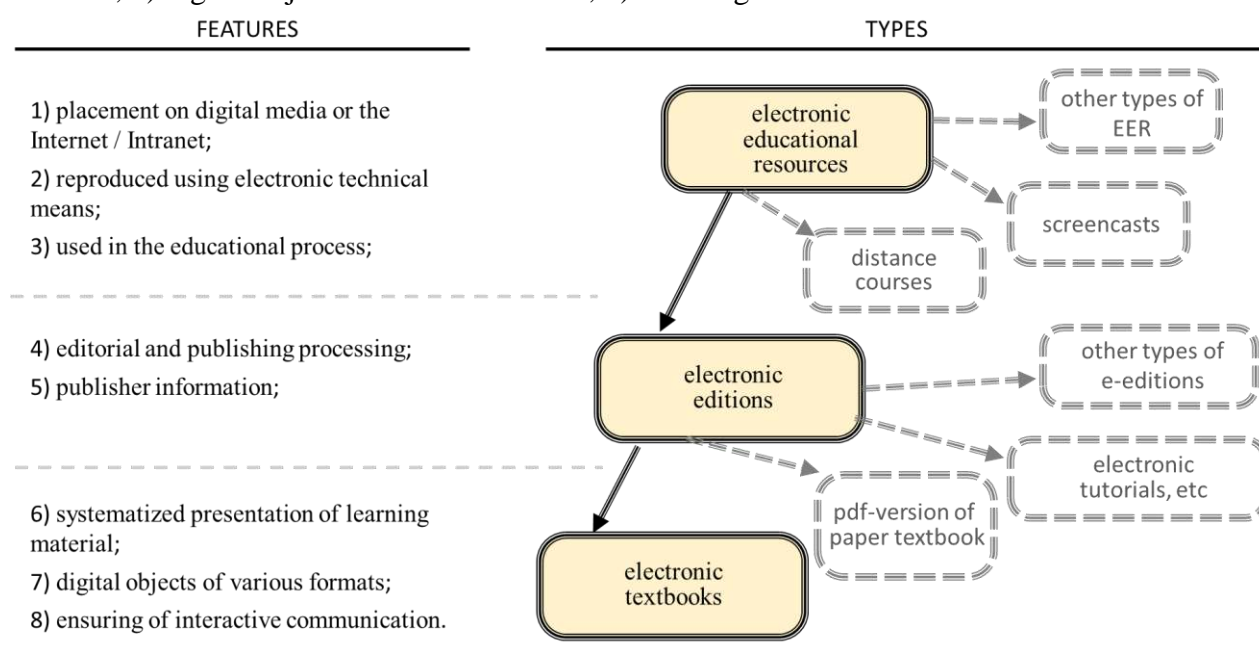 FEATURES
TYPES
1) placement on digital media or the
Internet / Intranet;
2) reproduced using electronic technical
means;
3) used in the educational process;
electronic
educational
resources
other types of
EER
screencasts
distance
courses
4) editorial and publishing processing;
5) publisher information;
electronic
editions
other types of
e-editions
electronic
tutorials, etc
pdf-version of
paper textbook
6) systematized presentation of learning
material;
7) digital objects of various formats;
8) ensuring of interactive communication.
electronic
textbooks